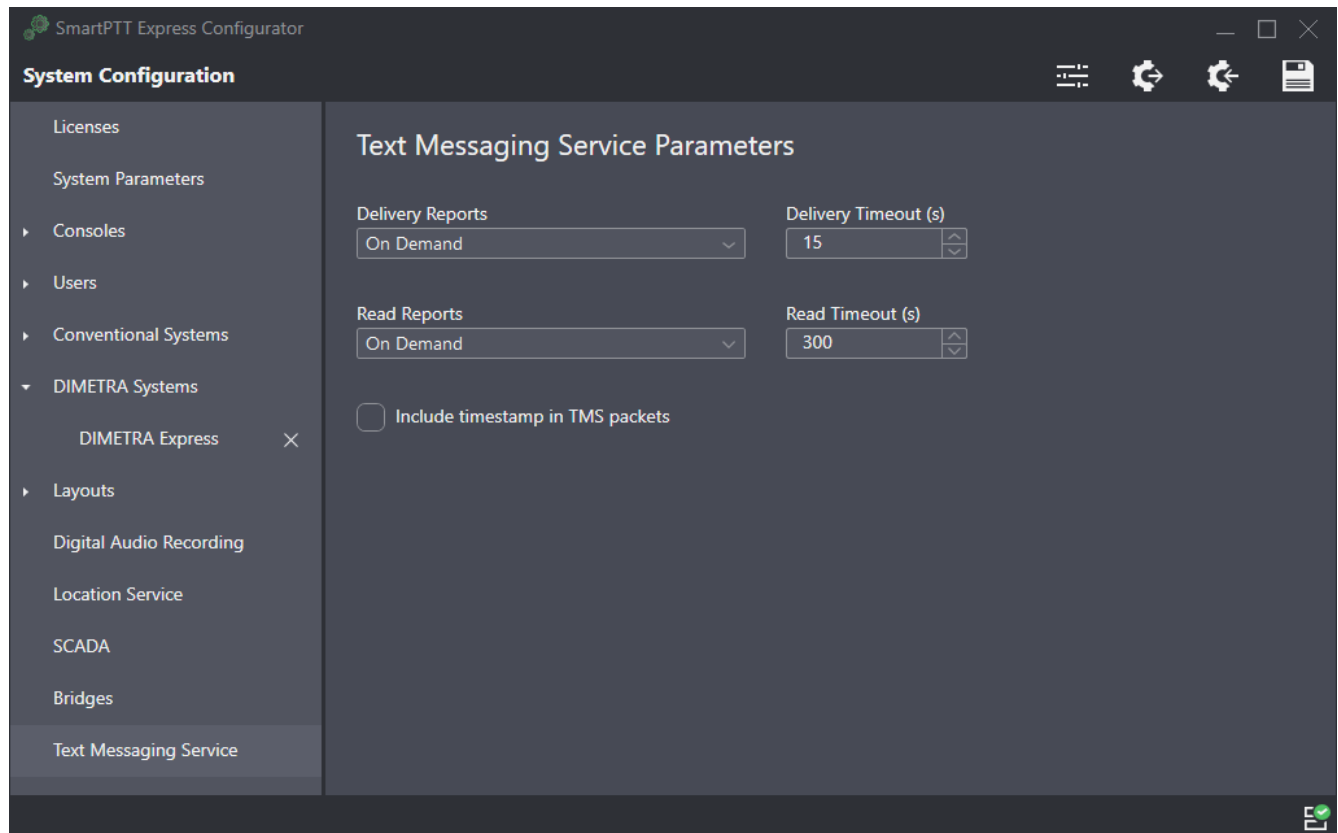 SmartPTT Express Configurator
System Configuration
Licenses
System Parameters
Consoles
Users
Conventional Systems
DIMETRA Systems
DIMETRA Express
Layouts
Digital Audio Recording
Location Service
SCADA
Bridges
Text Messaging Service
Text Messaging Service Parameters
Delivery Reports
On Demand
Delivery Timeout (s)
15
Read Reports
On Demand
Read Timeout (s)
300
Include timestamp in TMS packets